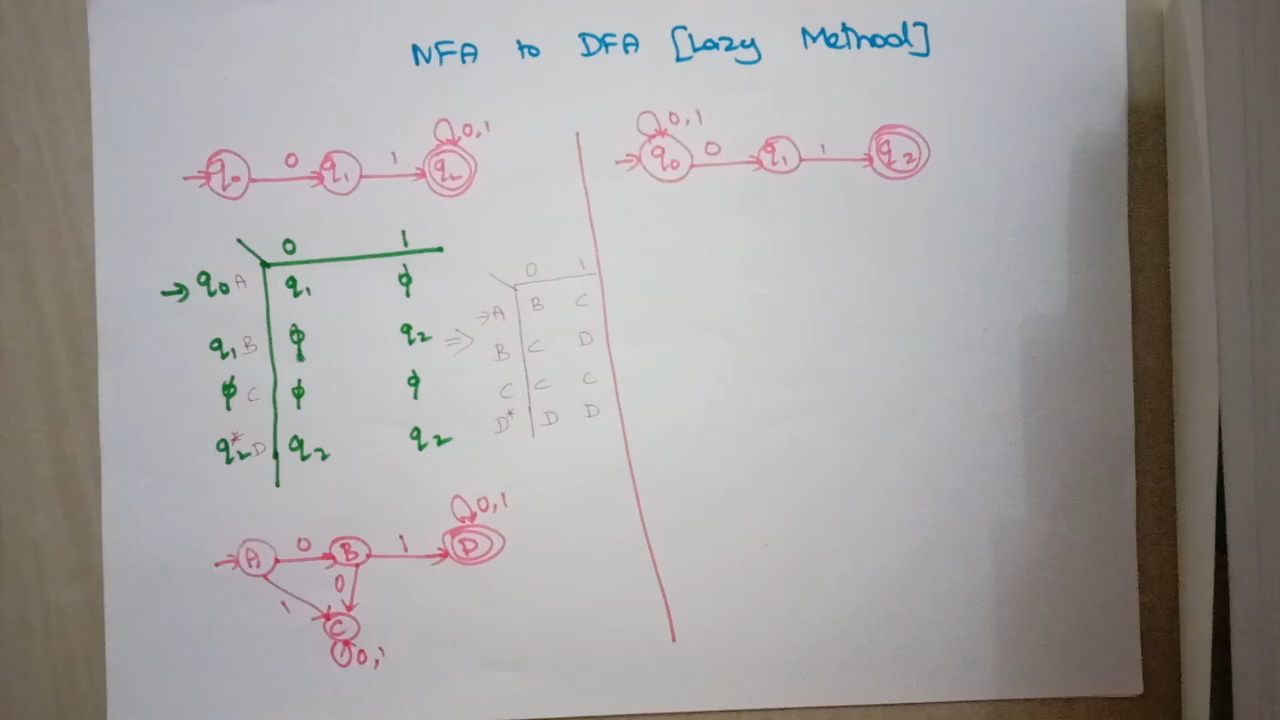 NFA to DFA [Lazy Method]
0,1
q0 0 q1 1 q2
0 1
→ q0 A q1 ϕ
q1 B ϕ q2
ϕ C ϕ ϕ
q2* D q2 q2
⇒
0 1
→A B C
B C D
C C C
D* D D
0,1
A 0 B 1 D
1 0
C
0,1
0,1
q0 0 q1 1 q2